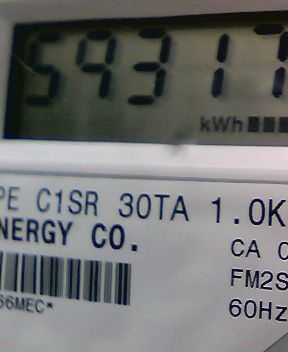 59317
kWh
PE C1SR 30TA 1.0K
NERGY CO.
CA
FM2S
66MEC*
60Hz